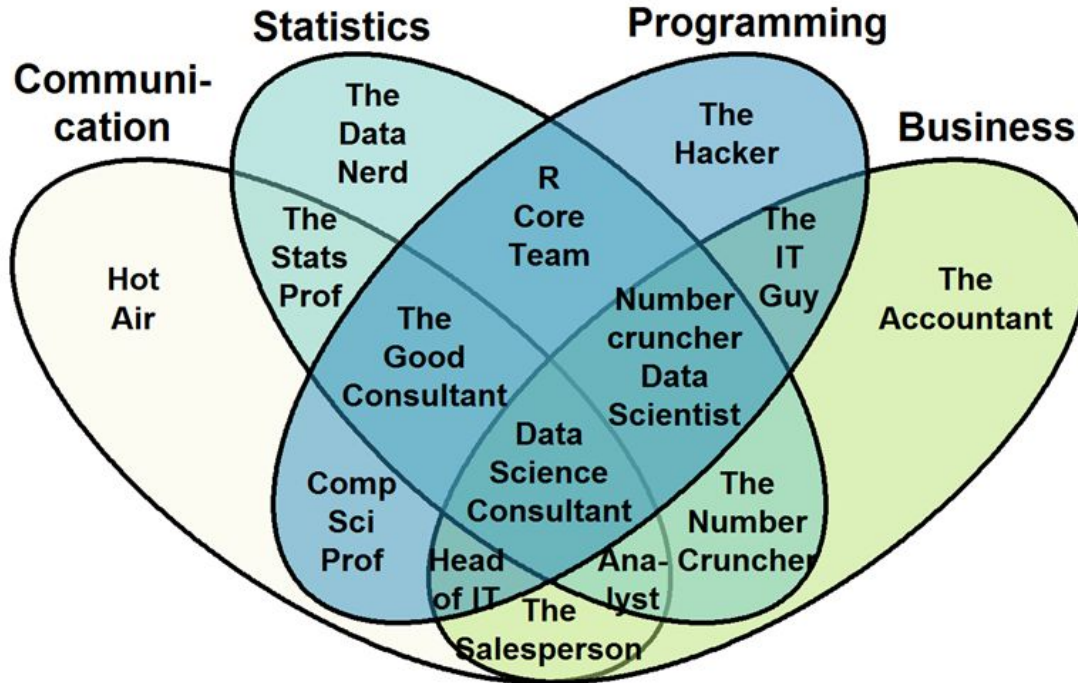 Communi-
cation
Statistics
Programming
Business
The
Data
Nerd
The
Hacker
R
Core
Team
The
Stats
Prof
The
IT
Guy
Hot
Air
The
Accountant
The
Good
Consultant
Number
cruncher
Data
Scientist
Data
Science
Consultant
Comp
Sci
Prof
The
Number
Cruncher
Head
of IT
Ana-
lyst
The
Salesperson